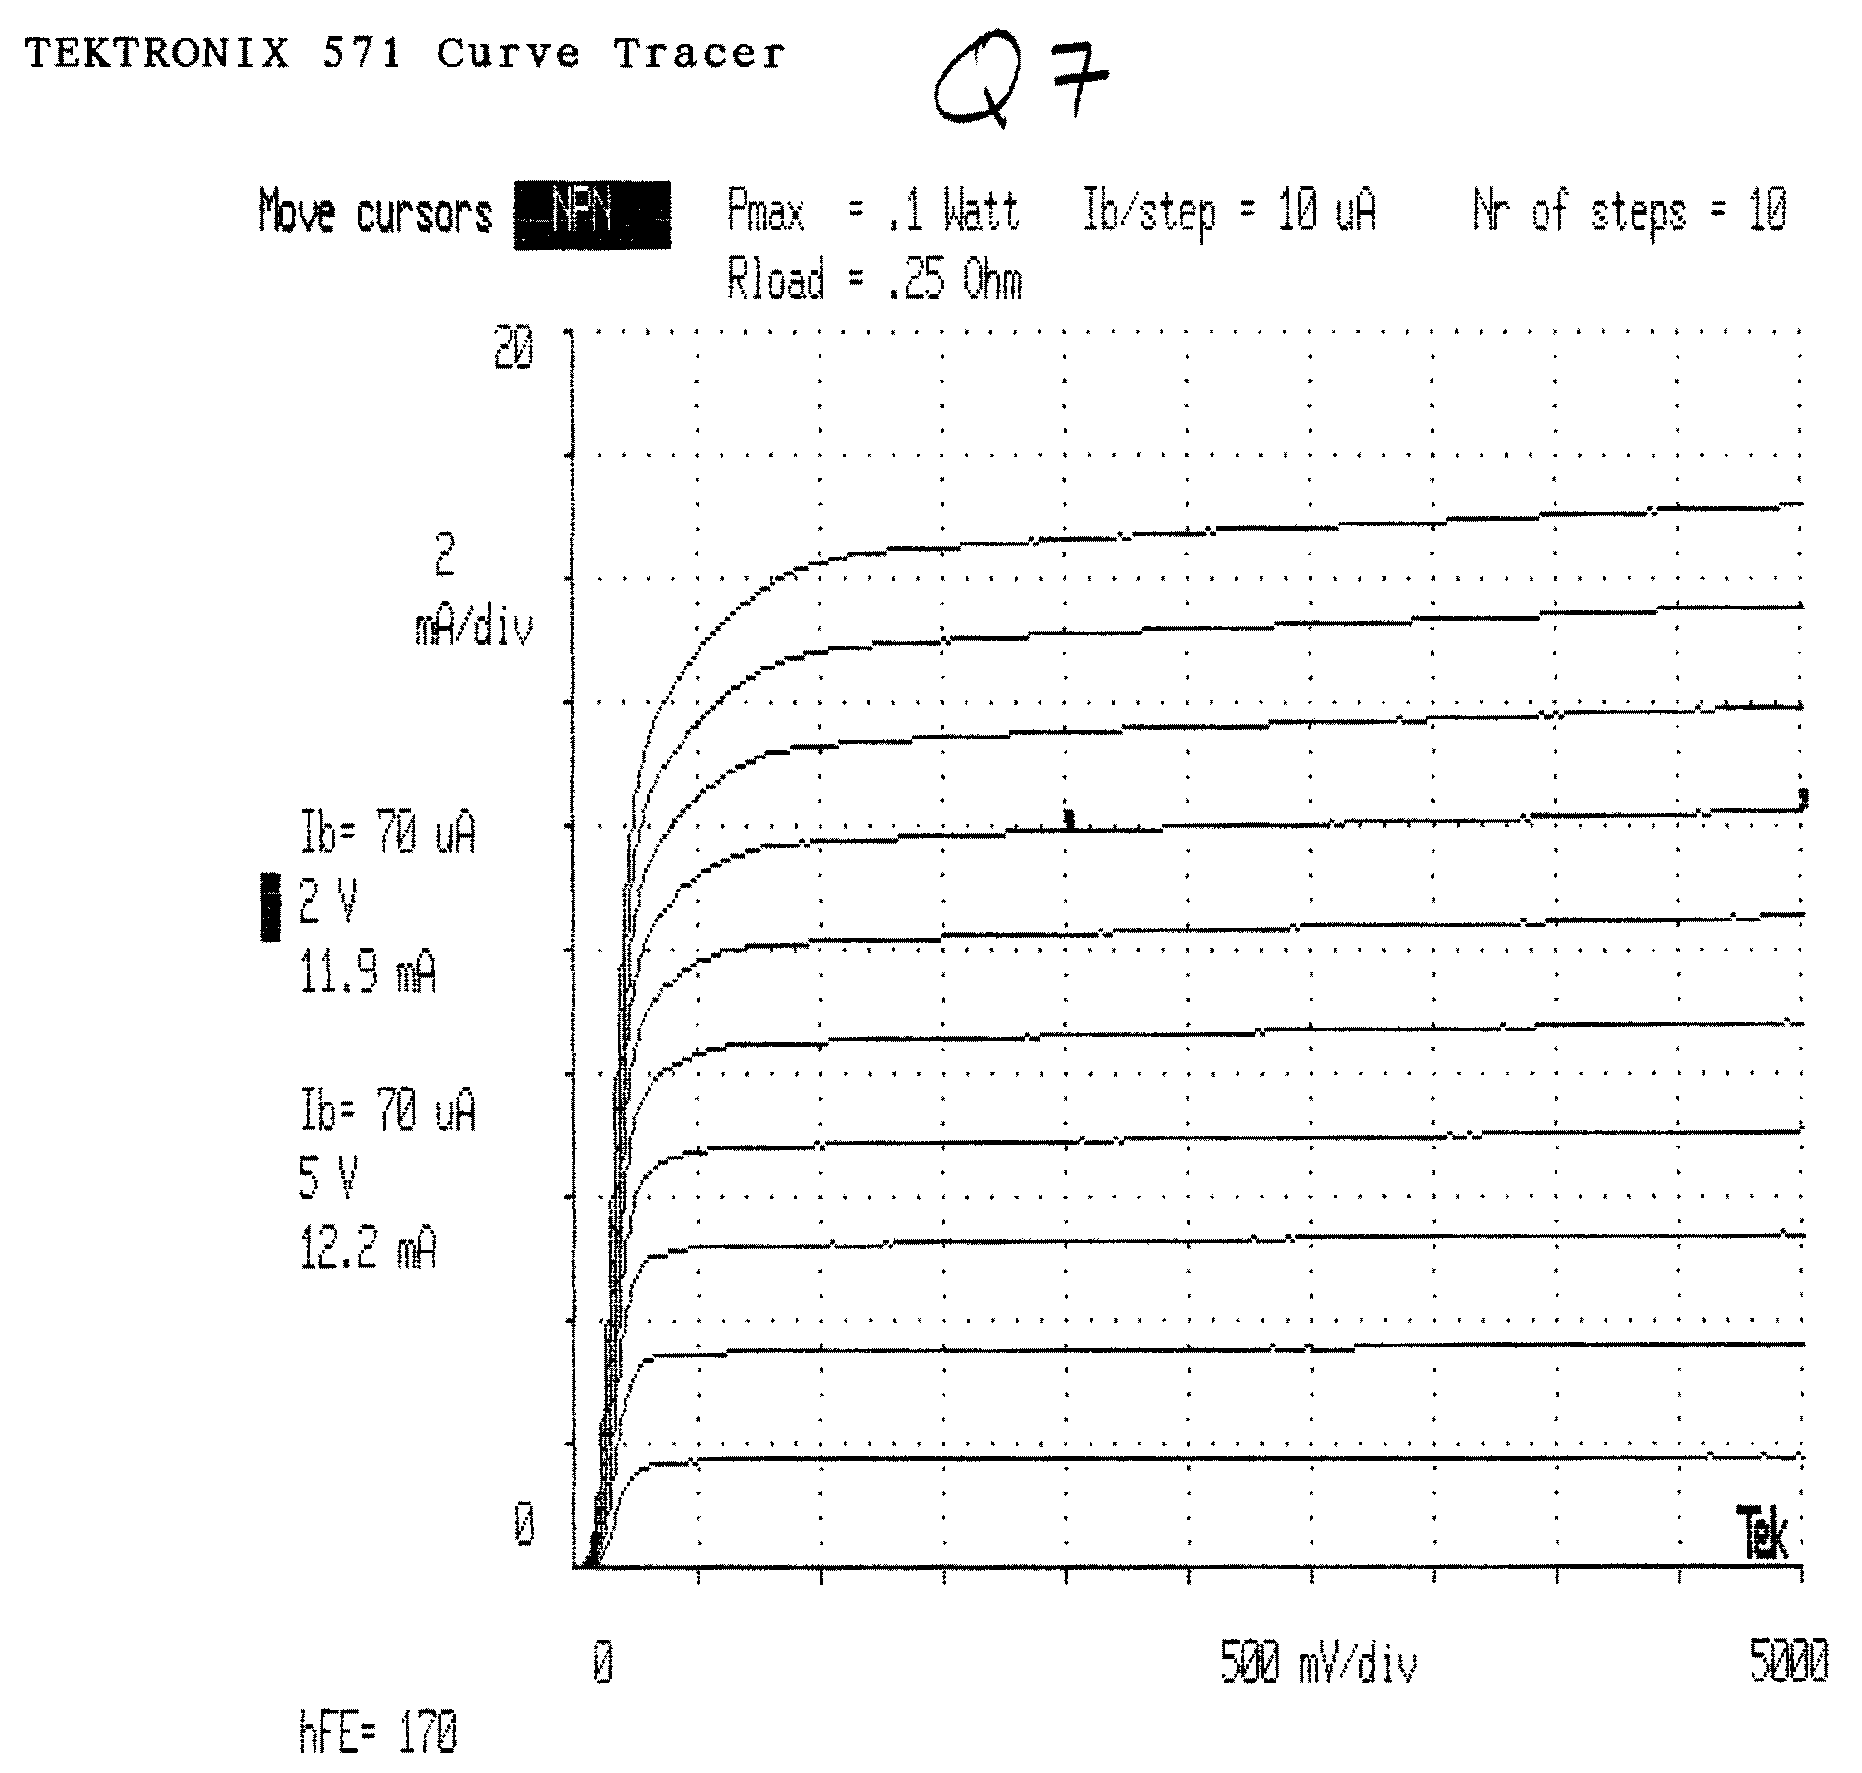 TEKTRONIX 571 Curve Tracer
Q7
Move cursors NPN Pmax = .1 Watt Ib/step = 10 uA Nr of steps = 10
Rload = .25 Ohm
20
2
mA/div
Ib= 70 uA
2 V
11.9 mA
Ib= 70 uA
5 V
12.2 mA
0
Tek
0 500 mV/div 5000
hFE= 170